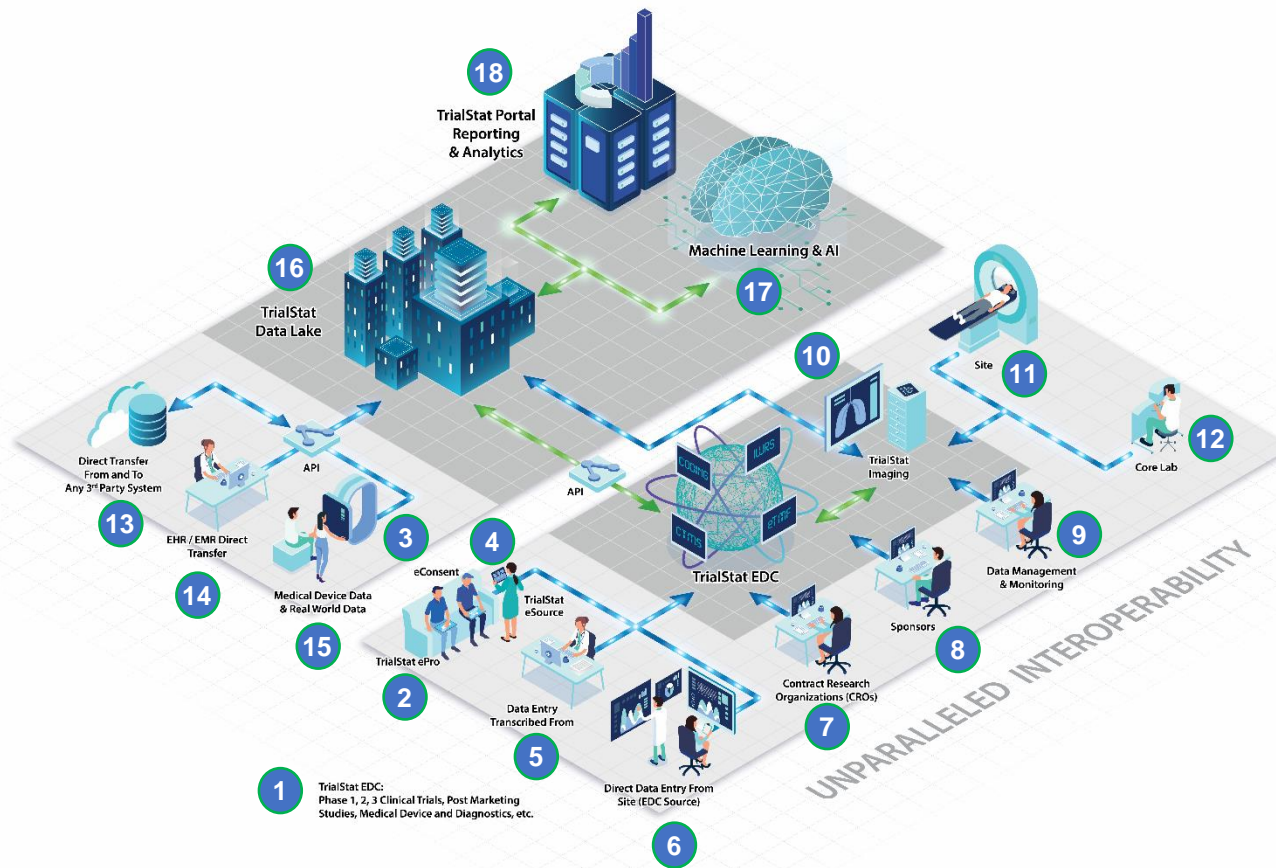 18
TrialStat Portal
Reporting
& Analytics
Machine Learning & AI
17
16
TrialStat
Data Lake
10
Site
11
12
Core Lab
TrialStat
Imaging
API
Direct Transfer
From and To
Any 3rd Party System
13
EHR / EMR Direct
Transfer
14
3
Medical Device Data
& Real World Data
15
API
CODING
IWRS
CTMS
eTMF
TrialStat EDC
9
Data Management
& Monitoring
4
eConsent
TrialStat
eSource
TrialStat ePro
2
Sponsors
8
Contract Research
Organizations (CROs)
7
Data Entry
Transcribed From
5
Direct Data Entry From
Site (EDC Source)
6
1
TrialStat EDC:
Phase 1, 2, 3 Clinical Trials, Post Marketing
Studies, Medical Device and Diagnostics, etc.
UNPARALLELED INTEROPERABILITY